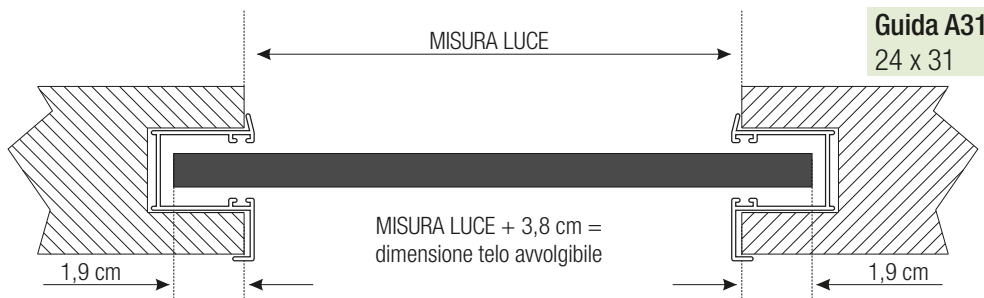 MISURA LUCE
Guida A31
24 x 31
MISURA LUCE + 3,8 cm =
dimensione telo avvolgibile
1,9 cm
1,9 cm